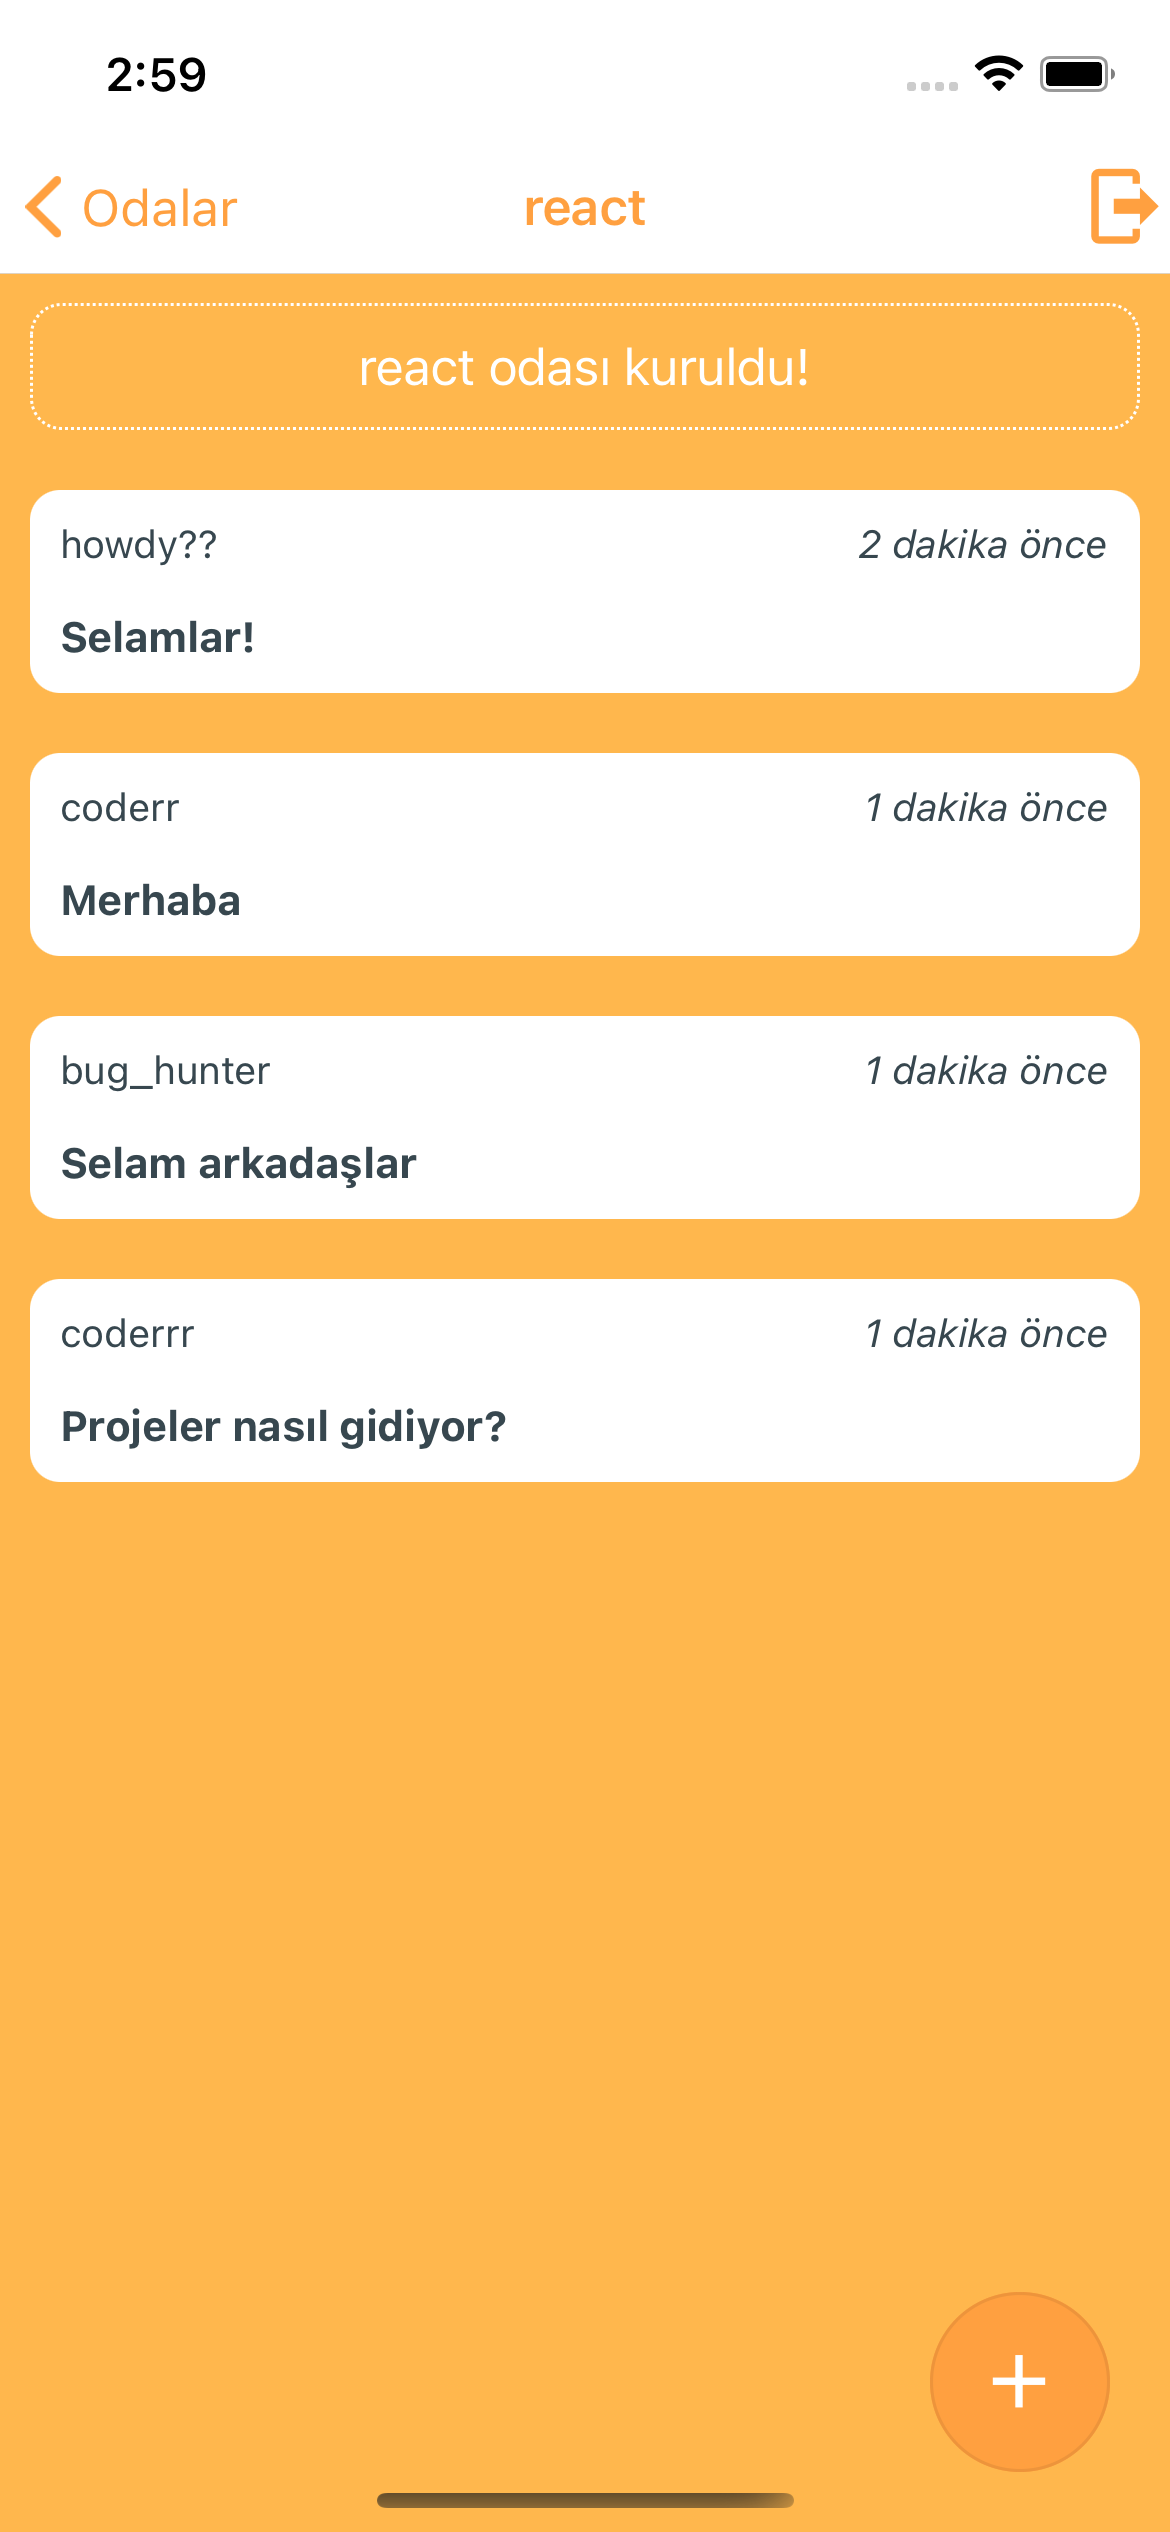 2:59
Odalar
react
react odası kuruldu!
howdy??
2 dakika önce
Selamlar!
coderr
1 dakika önce
Merhaba
bug_hunter
1 dakika önce
Selam arkadaşlar
coderrr
1 dakika önce
Projeler nasıl gidiyor?
+